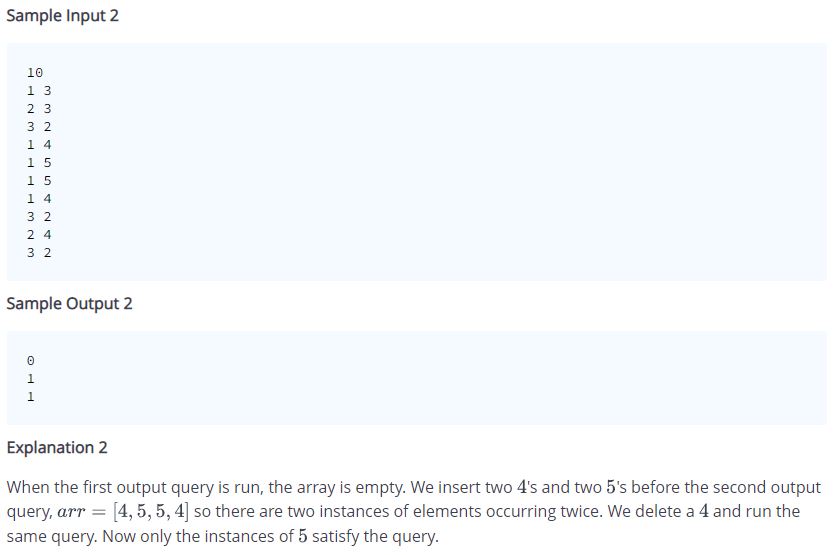 Sample Input 2
10
1 3
2 3
3 2
1 4
1 5
1 5
1 4
3 2
2 4
3 2
Sample Output 2
0
1
1
Explanation 2
When the first output query is run, the array is empty. We insert two 4's and two 5's before the second output
query, arr = [4, 5, 5, 4] so there are two instances of elements occurring twice. We delete a 4 and run the
same query. Now only the instances of 5 satisfy the query.